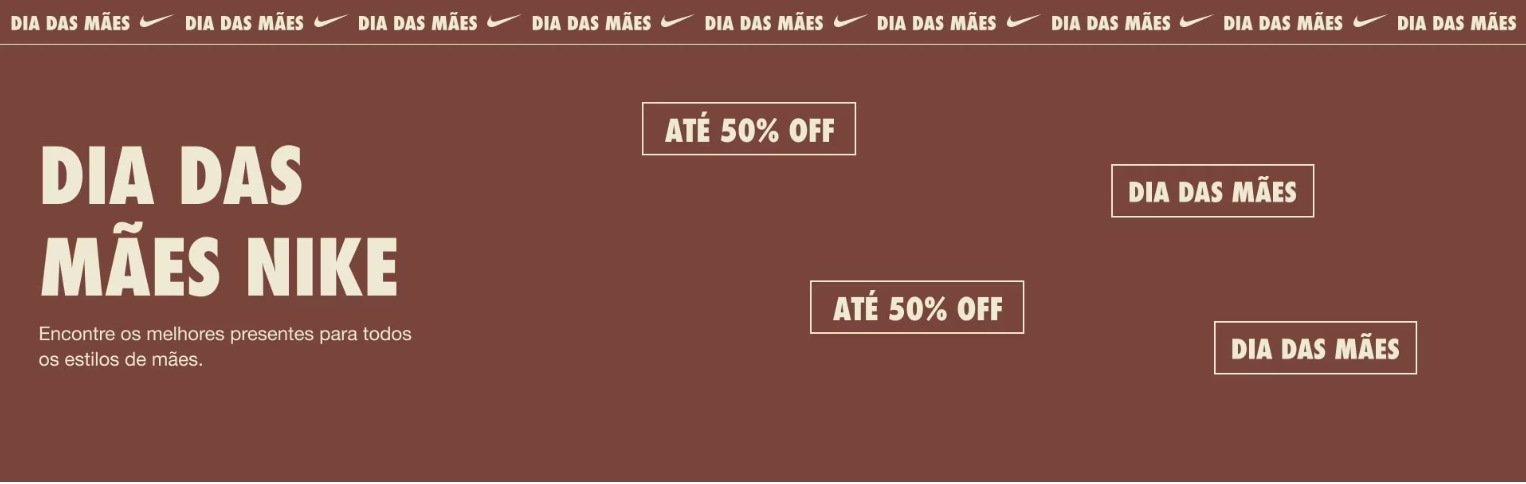 DIA DAS MÃES DIA DAS MÃES DIA DAS MÃES DIA DAS MÃES DIA DAS MÃES DIA DAS MÃES DIA DAS MÃES DIA DAS MÃES DIA DAS MÃES
DIA DAS
MÃES NIKE
Encontre os melhores presentes para todos
os estilos de mães.
ATÉ 50% OFF
DIA DAS MÃES
ATÉ 50% OFF
DIA DAS MÃES